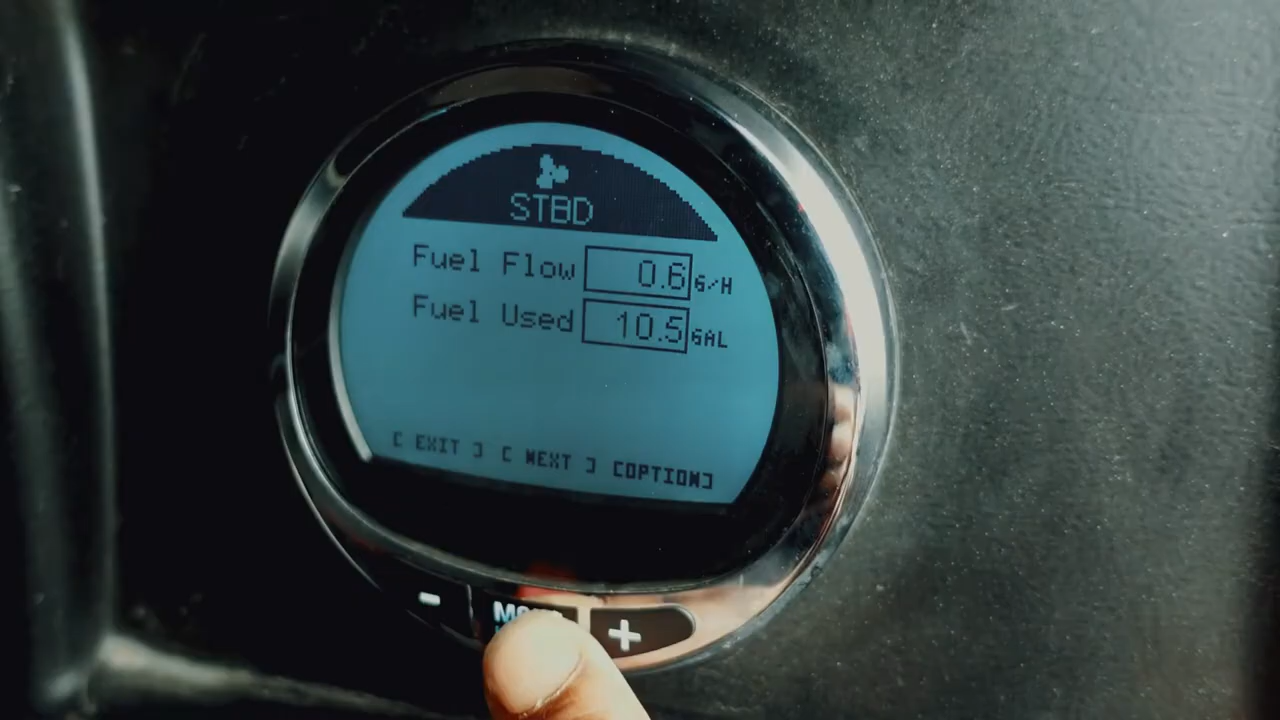 STBD
Fuel Flow 0.6 G/H
Fuel Used 10.5 GAL
[ EXIT ] [ NEXT ] [OPTION]
- +